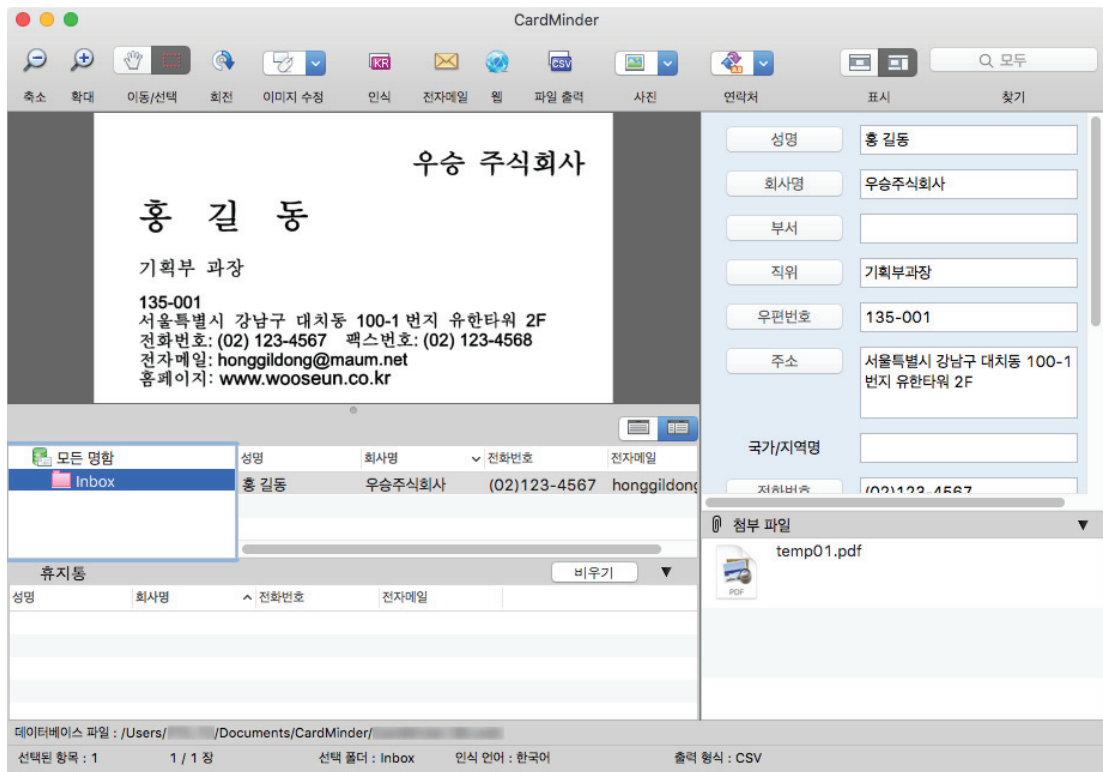 CardMinder
KR
CSV
모두
축소 확대 이동/선택 회전 이미지 수정 인식 전자메일 웹 파일 출력 사진 연락처 표시 찾기
우승 주식회사
홍 길 동
기획부 과장
135-001
서울특별시 강남구 대치동 100-1 번지 유한타워 2F
전화번호: (02) 123-4567 팩스번호: (02) 123-4568
전자메일: honggildong@maum.net
홈페이지: www.wooseun.co.kr
성명 홍 길동
회사명 우승주식회사
부서
직위 기획부과장
우편번호 135-001
주소 서울특별시 강남구 대치동 100-1
번지 유한타워 2F
국가/지역명
전화번호 (02)123-4567
모든 명함
Inbox
성명 회사명 전화번호 전자메일
홍 길동 우승주식회사 (02)123-4567 honggildong
첨부 파일
temp01.pdf
PDF
휴지통 비우기
성명 회사명 전화번호 전자메일
데이터베이스 파일 : /Users/ /Documents/CardMinder/
선택된 항목 : 1 1 / 1 장 선택 폴더 : Inbox 인식 언어 : 한국어 출력 형식 : CSV